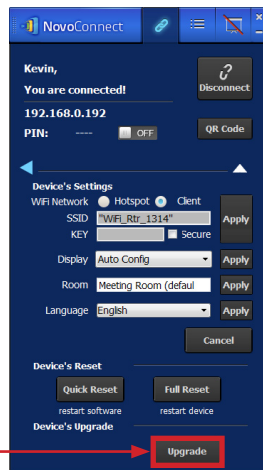 NovoConnect
Kevin,
You are connected!
Disconnect
192.168.0.192
PIN: ---- OFF
QR Code
Device's Settings
WiFi Network Hotspot Client
SSID "WiFi_Rtr_1314"
KEY Secure
Apply
Display Auto Config Apply
Room Meeting Room (defaul Apply
Language English Apply
Cancel
Device's Reset
Quick Reset Full Reset
restart software restart device
Device's Upgrade
Upgrade